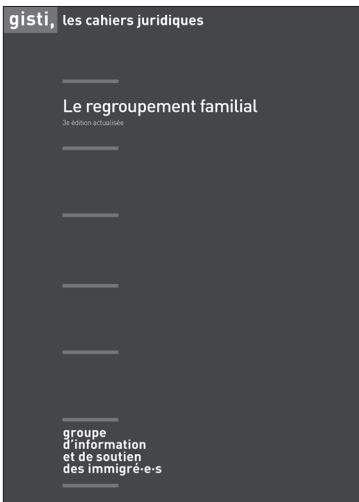 gisti, les cahiers juridiques
Le regroupement familial
3e édition actualisée
groupe
d'information
et de soutien
des immigré·e·s